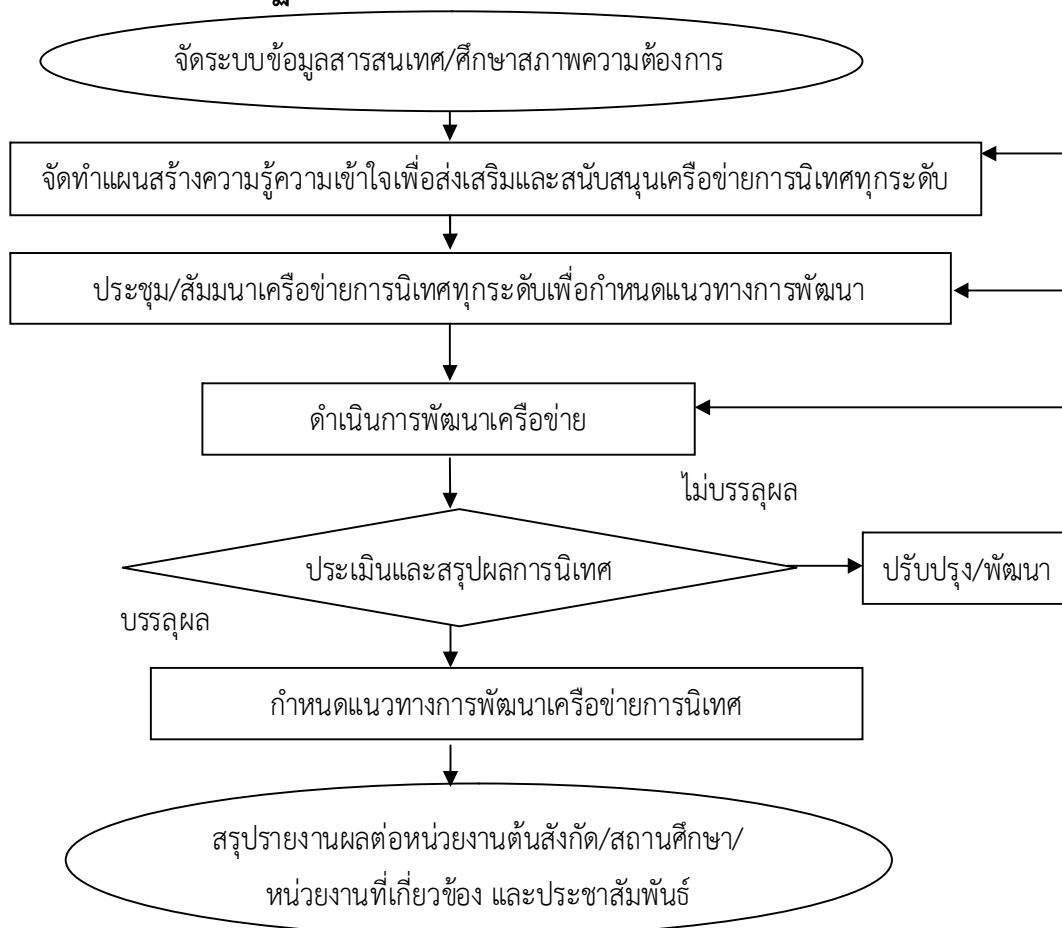 จัดระบบข้อมูลสารสนเทศ/ศึกษาสภาพความต้องการ
จัดทำแผนสร้างความรู้ความเข้าใจเพื่อส่งเสริมและสนับสนุนเครือข่ายการนิเทศทุกระดับ
ประชุม/สัมมนาเครือข่ายการนิเทศทุกระดับเพื่อกำหนดแนวทางการพัฒนา
ดำเนินการพัฒนาเครือข่าย
ไม่บรรลุผล
ประเมินและสรุปผลการนิเทศ
ปรับปรุง/พัฒนา
บรรลุผล
กำหนดแนวทางการพัฒนาเครือข่ายการนิเทศ
สรุปรายงานผลต่อหน่วยงานต้นสังกัด/สถานศึกษา/
หน่วยงานที่เกี่ยวข้อง และประชาสัมพันธ์